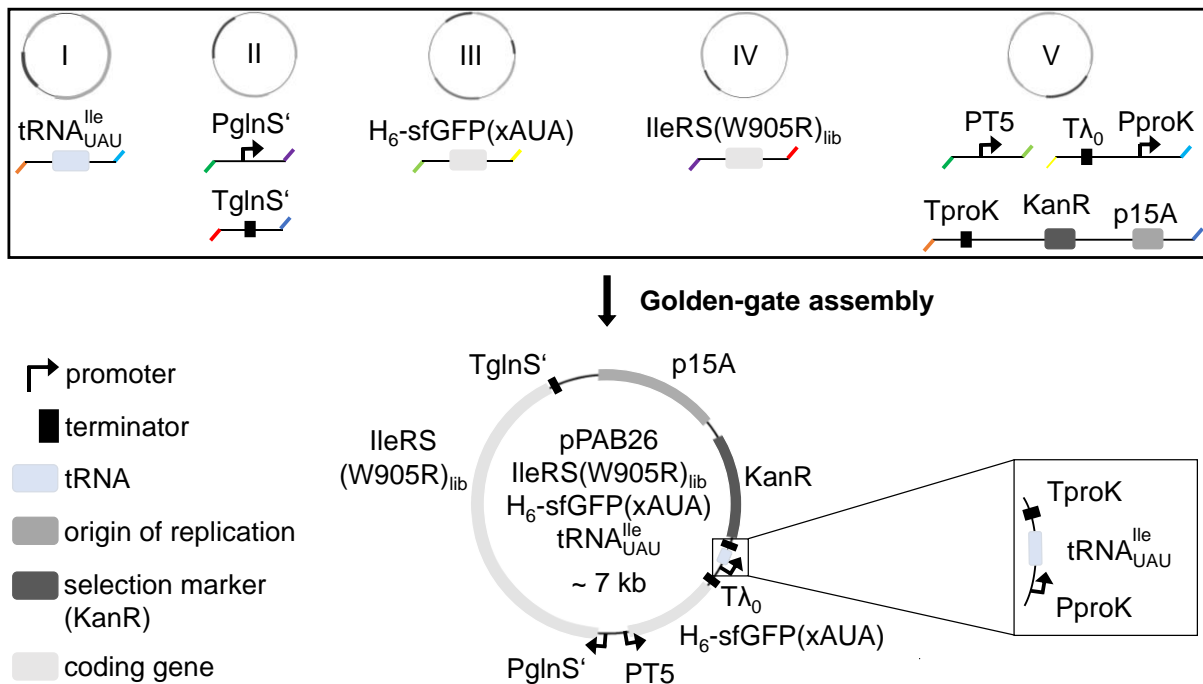 I
II
III
IV
V
tRNA^Ile_UAU
PglnS‘
H₆-sfGFP(xAUA)
IleRS(W905R)lib
PT5
Tλ₀
PproK
TglnS‘
TproK
KanR
p15A
Golden-gate assembly
promoter
terminator
tRNA
origin of replication
selection marker
(KanR)
coding gene
TglnS‘
p15A
IleRS
(W905R)lib
KanR
pPAB26
IleRS(W905R)lib
H₆-sfGFP(xAUA)
tRNA^Ile_UAU
~ 7 kb
Tλ₀
H₆-sfGFP(xAUA)
PglnS‘
PT5
TproK
tRNA^Ile_UAU
PproK